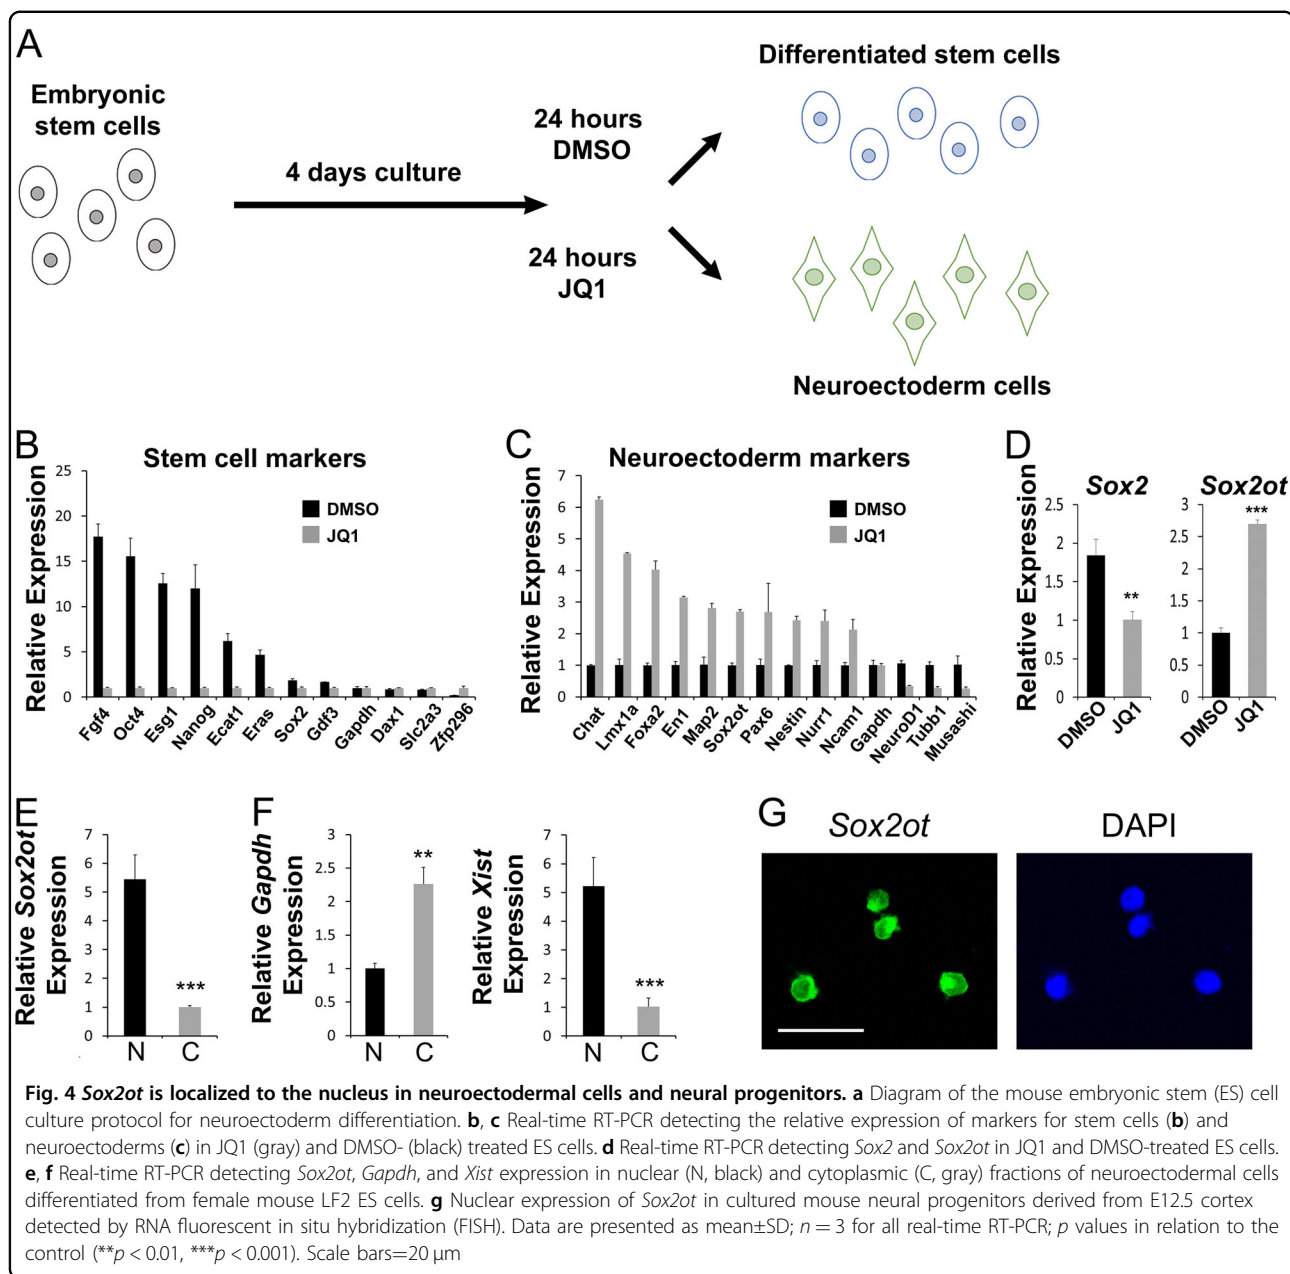 A
Embryonic
stem cells
4 days culture
24 hours
DMSO
24 hours
JQ1
Differentiated stem cells
Neuroectoderm cells
B
Stem cell markers
Relative Expression
25
20
15
10
5
0
DMSO
JQ1
Fgf4
Oct4
Esg1
Nanog
Ecat1
Eras
Sox2
Gdf3
Gapdh
Dax1
Slc2a3
Zfp296
C
Neuroectoderm markers
Relative Expression
7
6
5
4
3
2
1
0
DMSO
JQ1
Chat
Lmx1a
Foxa2
En1
Map2
Sox2ot
Pax6
Nestin
Nurr1
Ncam1
Gapdh
NeuroD1
Tubb1
Musashi
D
Sox2
Relative Expression
2.5
2
1.5
1
0.5
0
**
DMSO
JQ1
Sox2ot
3
2.5
2
1.5
1
0.5
0
***
DMSO
JQ1
E
Relative Sox2ot
Expression
7
6
5
4
3
2
1
0
***
N C
F
Relative Gapdh
Expression
3
2.5
2
1.5
1
0.5
0
**
N C
Relative Xist
Expression
7
6
5
4
3
2
1
0
***
N C
G
Sox2ot
DAPI
Fig. 4 Sox2ot is localized to the nucleus in neuroectodermal cells and neural progenitors. a Diagram of the mouse embryonic stem (ES) cell
culture protocol for neuroectoderm differentiation. b, c Real-time RT-PCR detecting the relative expression of markers for stem cells (b) and
neuroectoderms (c) in JQ1 (gray) and DMSO- (black) treated ES cells. d Real-time RT-PCR detecting Sox2 and Sox2ot in JQ1 and DMSO-treated ES cells.
e, f Real-time RT-PCR detecting Sox2ot, Gapdh, and Xist expression in nuclear (N, black) and cytoplasmic (C, gray) fractions of neuroectodermal cells
differentiated from female mouse LF2 ES cells. g Nuclear expression of Sox2ot in cultured mouse neural progenitors derived from E12.5 cortex
detected by RNA fluorescent in situ hybridization (FISH). Data are presented as mean±SD; n = 3 for all real-time RT-PCR; p values in relation to the
control (**p < 0.01, ***p < 0.001). Scale bars=20 μm